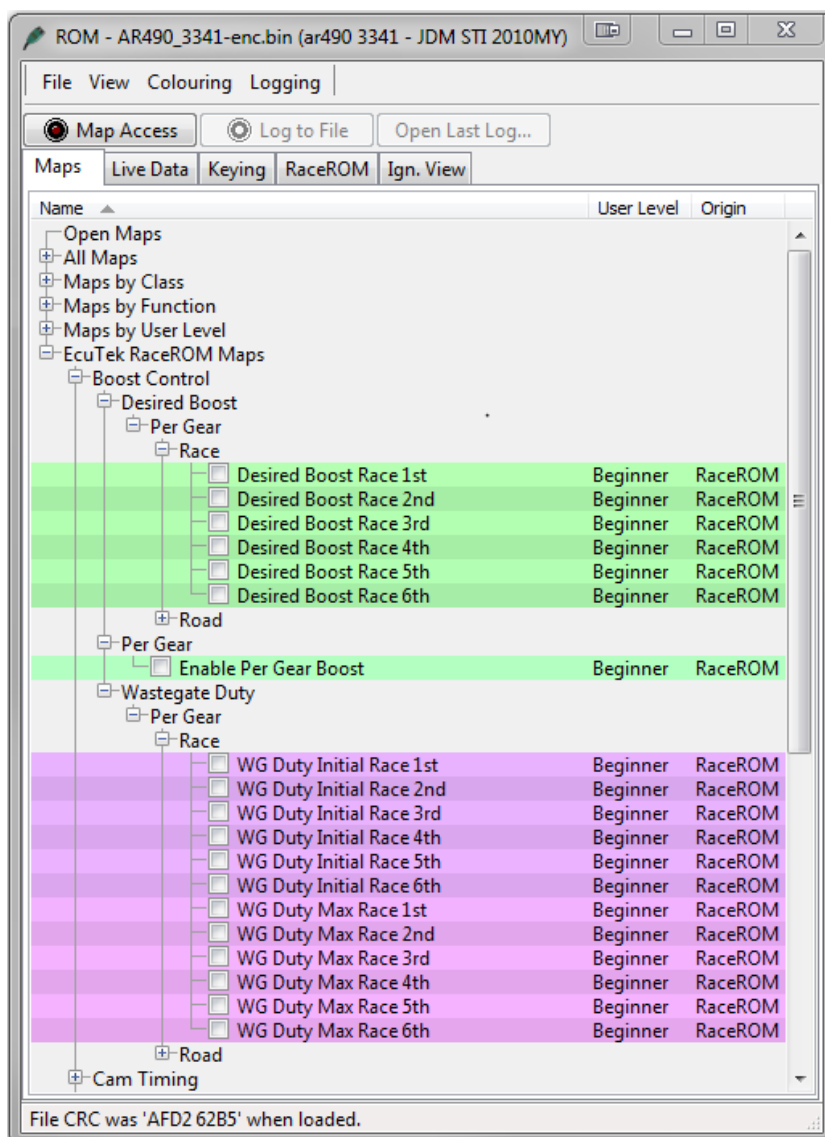 ROM - AR490_3341-enc.bin (ar490 3341 - JDM STI 2010MY)
File View Colouring Logging
Map Access Log to File Open Last Log...
Maps Live Data Keying RaceROM Ign. View
Name User Level Origin
Open Maps
All Maps
Maps by Class
Maps by Function
Maps by User Level
EcuTek RaceROM Maps
Boost Control
Desired Boost
Per Gear
Race
Desired Boost Race 1st Beginner RaceROM
Desired Boost Race 2nd Beginner RaceROM
Desired Boost Race 3rd Beginner RaceROM
Desired Boost Race 4th Beginner RaceROM
Desired Boost Race 5th Beginner RaceROM
Desired Boost Race 6th Beginner RaceROM
Road
Per Gear
Enable Per Gear Boost Beginner RaceROM
Wastegate Duty
Per Gear
Race
WG Duty Initial Race 1st Beginner RaceROM
WG Duty Initial Race 2nd Beginner RaceROM
WG Duty Initial Race 3rd Beginner RaceROM
WG Duty Initial Race 4th Beginner RaceROM
WG Duty Initial Race 5th Beginner RaceROM
WG Duty Initial Race 6th Beginner RaceROM
WG Duty Max Race 1st Beginner RaceROM
WG Duty Max Race 2nd Beginner RaceROM
WG Duty Max Race 3rd Beginner RaceROM
WG Duty Max Race 4th Beginner RaceROM
WG Duty Max Race 5th Beginner RaceROM
WG Duty Max Race 6th Beginner RaceROM
Road
Cam Timing
File CRC was 'AFD2 62B5' when loaded.